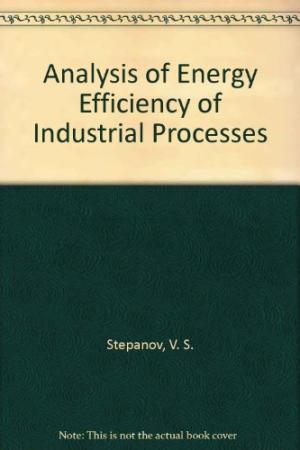 Analysis of Energy
Efficiency of
Industrial Processes
Stepanov, V. S.
Note: This is not the actual book cover